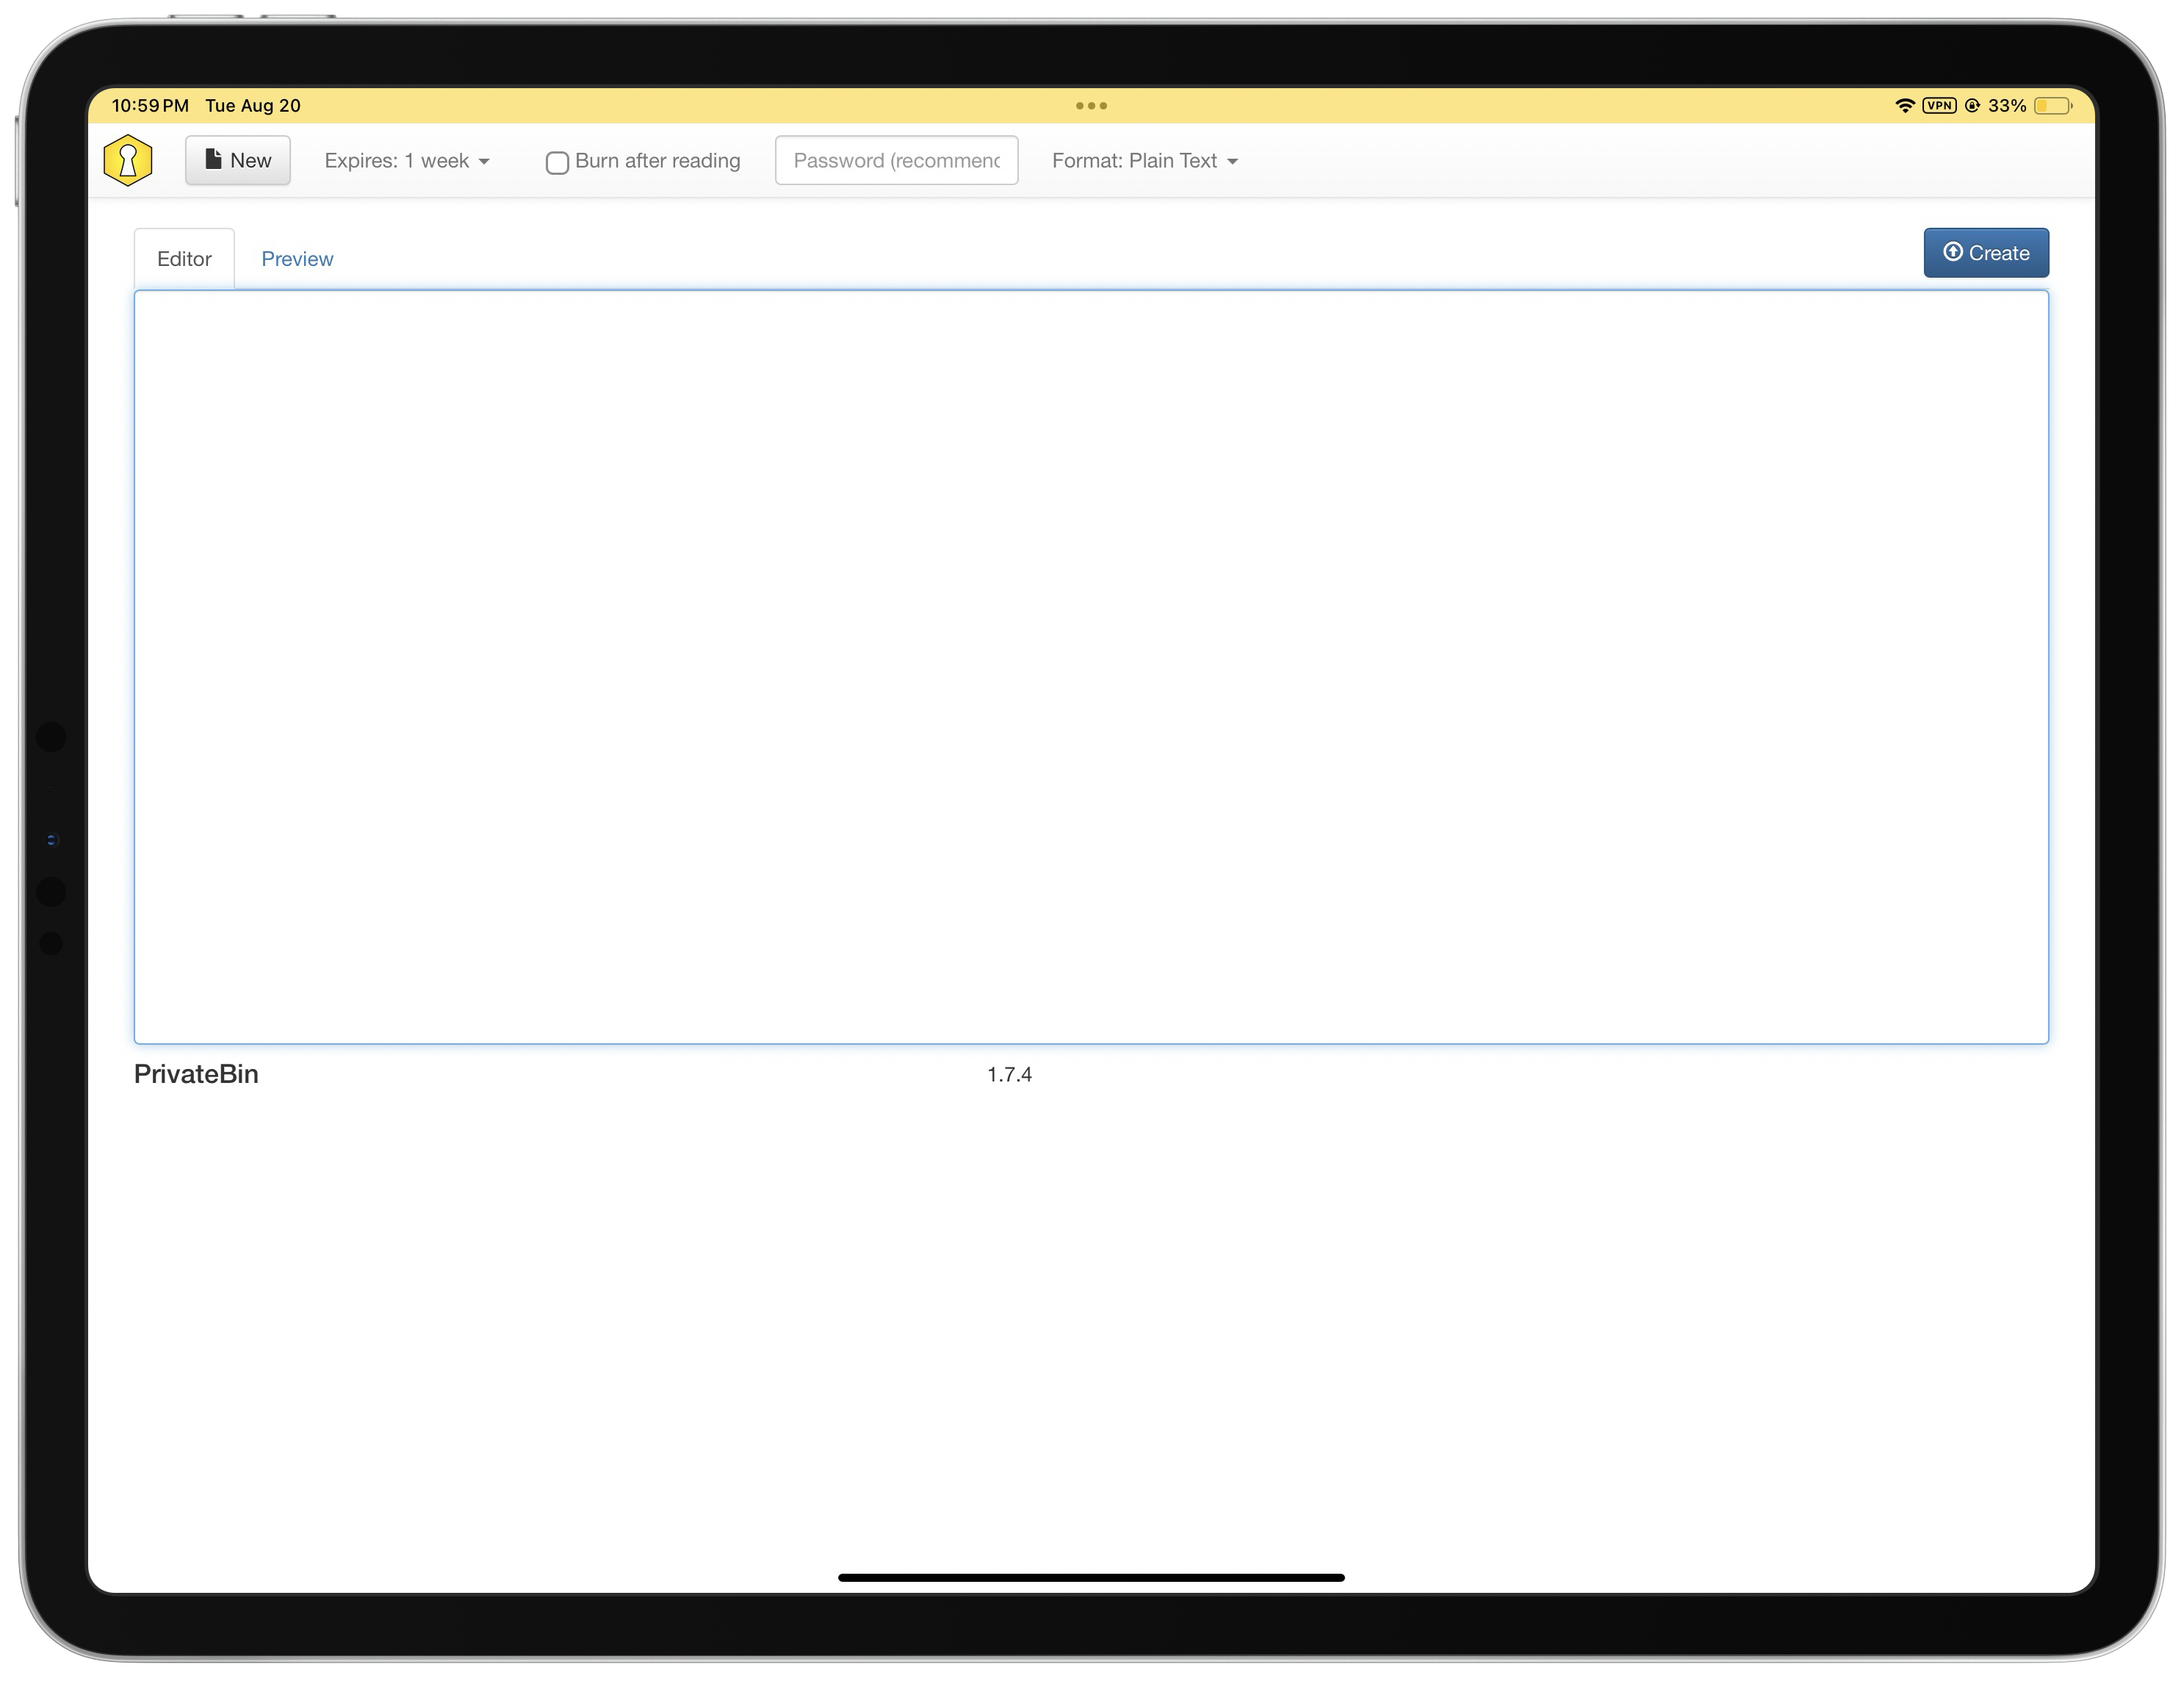 10:59 PM Tue Aug 20 VPN 33%
New Expires: 1 week Burn after reading Password (recommenc Format: Plain Text
Editor Preview Create
PrivateBin 1.7.4